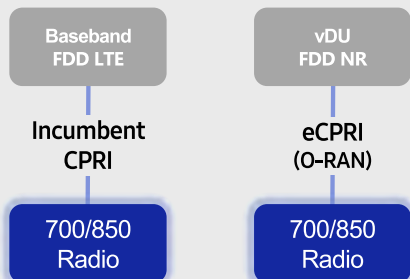 Baseband
FDD LTE
Incumbent
CPRI
700/850
Radio
vDU
FDD NR
eCPRI
(O-RAN)
700/850
Radio